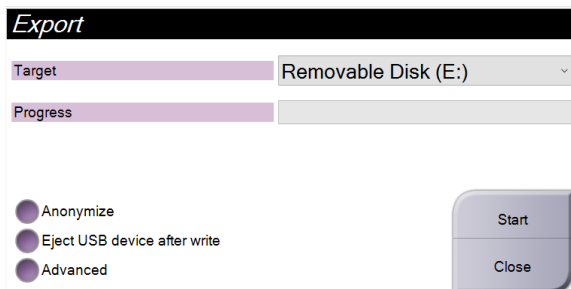 Export
Target
Removable Disk (E:)
Progress
Anonymize
Eject USB device after write
Advanced
Start
Close